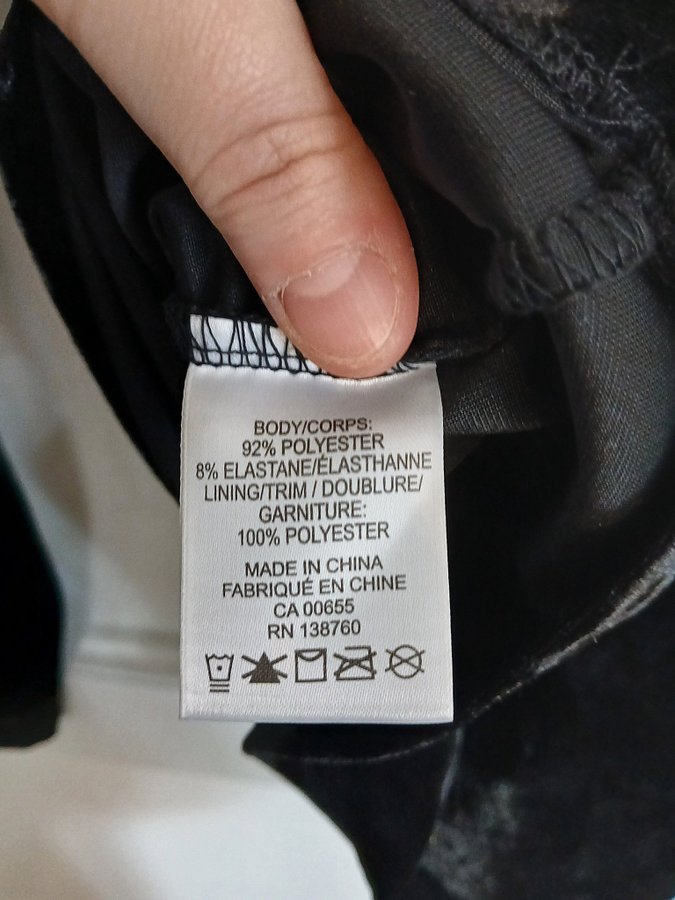 BODY/CORPS:
92% POLYESTER
8% ELASTANE/ÉLASTHANNE
LINING/TRIM / DOUBLURE/
GARNITURE:
100% POLYESTER
MADE IN CHINA
FABRIQUÉ EN CHINE
CA 00655
RN 138760